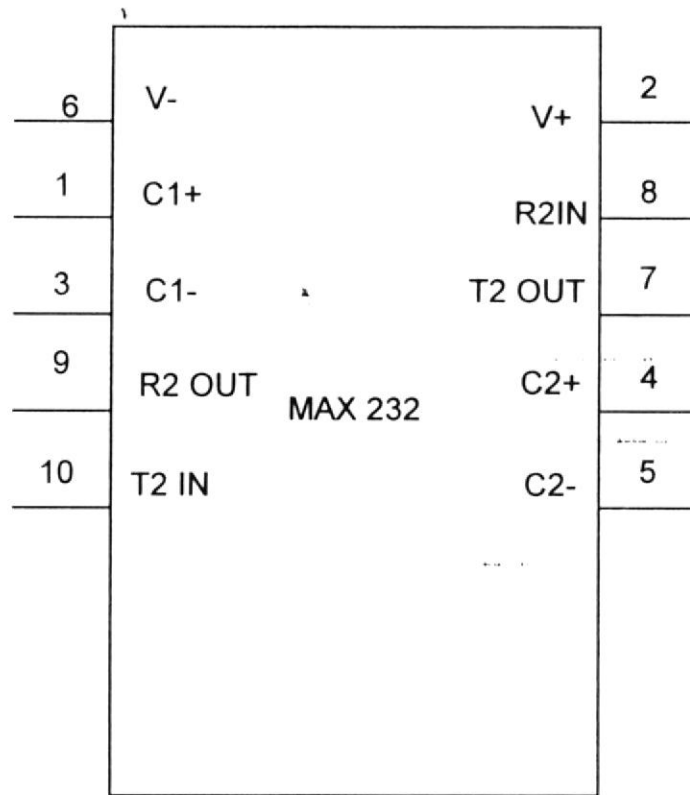 6 V- V+ 2
1 C1+ R2IN 8
3 C1- T2 OUT 7
9 R2 OUT C2+ 4
MAX 232
10 T2 IN C2- 5